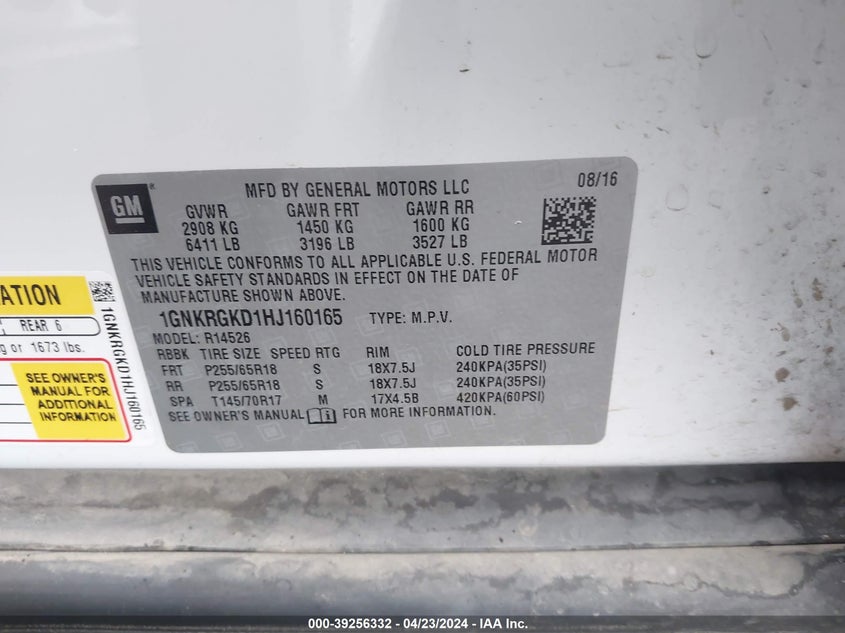 GM
MFD BY GENERAL MOTORS LLC 08/16
GVWR GAWR FRT GAWR RR
2908 KG 1450 KG 1600 KG
6411 LB 3196 LB 3527 LB
THIS VEHICLE CONFORMS TO ALL APPLICABLE U.S. FEDERAL MOTOR
VEHICLE SAFETY STANDARDS IN EFFECT ON THE DATE OF
MANUFACTURE SHOWN ABOVE.
1GNKRGKD1HJ160165 TYPE: M.P.V.
MODEL: R14526
RBBK TIRE SIZE SPEED RTG RIM COLD TIRE PRESSURE
FRT P255/65R18 S 18X7.5J 240KPA(35PSI)
RR P255/65R18 S 18X7.5J 240KPA(35PSI)
SPA T145/70R17 M 17X4.5B 420KPA(60PSI)
SEE OWNER'S MANUAL FOR MORE INFORMATION.
REAR 6
or 1673 lbs.
SEE OWNER'S
MANUAL FOR
ADDITIONAL
INFORMATION
1GNKRGKD1HJ160165
000-39256332 - 04/23/2024 - IAA Inc.